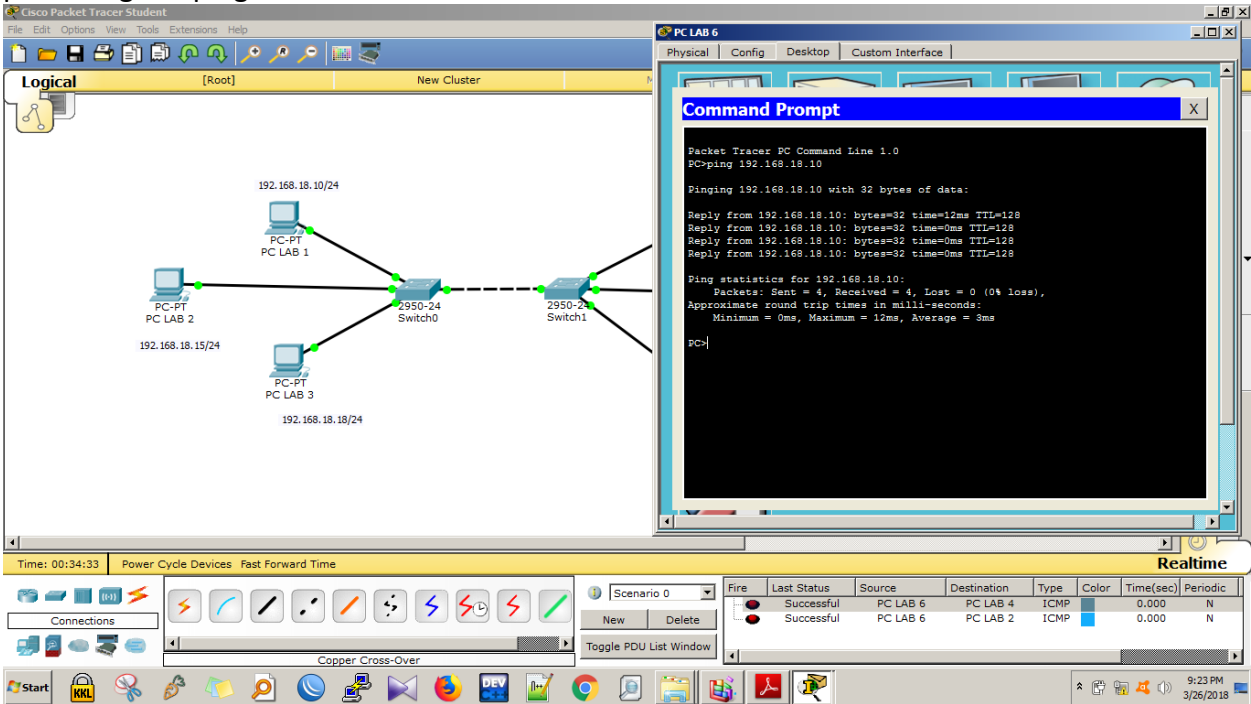 Cisco Packet Tracer Student
File Edit Options View Tools Extensions Help
Logical [Root] New Cluster
192.168.18.10/24
PC-PT
PC LAB 1
PC-PT
PC LAB 2
192.168.18.15/24
PC-PT
PC LAB 3
192.168.18.18/24
2950-24
Switch0
2950-24
Switch1
PC LAB 6
Physical Config Desktop Custom Interface
Command Prompt X
Packet Tracer PC Command Line 1.0
PC>ping 192.168.18.10
Pinging 192.168.18.10 with 32 bytes of data:
Reply from 192.168.18.10: bytes=32 time=12ms TTL=128
Reply from 192.168.18.10: bytes=32 time=0ms TTL=128
Reply from 192.168.18.10: bytes=32 time=0ms TTL=128
Reply from 192.168.18.10: bytes=32 time=0ms TTL=128
Ping statistics for 192.168.18.10:
Packets: Sent = 4, Received = 4, Lost = 0 (0% loss),
Approximate round trip times in milli-seconds:
Minimum = 0ms, Maximum = 12ms, Average = 3ms
PC>
Time: 00:34:33 Power Cycle Devices Fast Forward Time Realtime
Connections
Copper Cross-Over
Scenario 0
New Delete
Toggle PDU List Window
Fire Last Status Source Destination Type Color Time(sec) Periodic
Successful PC LAB 6 PC LAB 4 ICMP 0.000 N
Successful PC LAB 6 PC LAB 2 ICMP 0.000 N
Start KKL DEV C++ 9:23 PM
3/26/2018